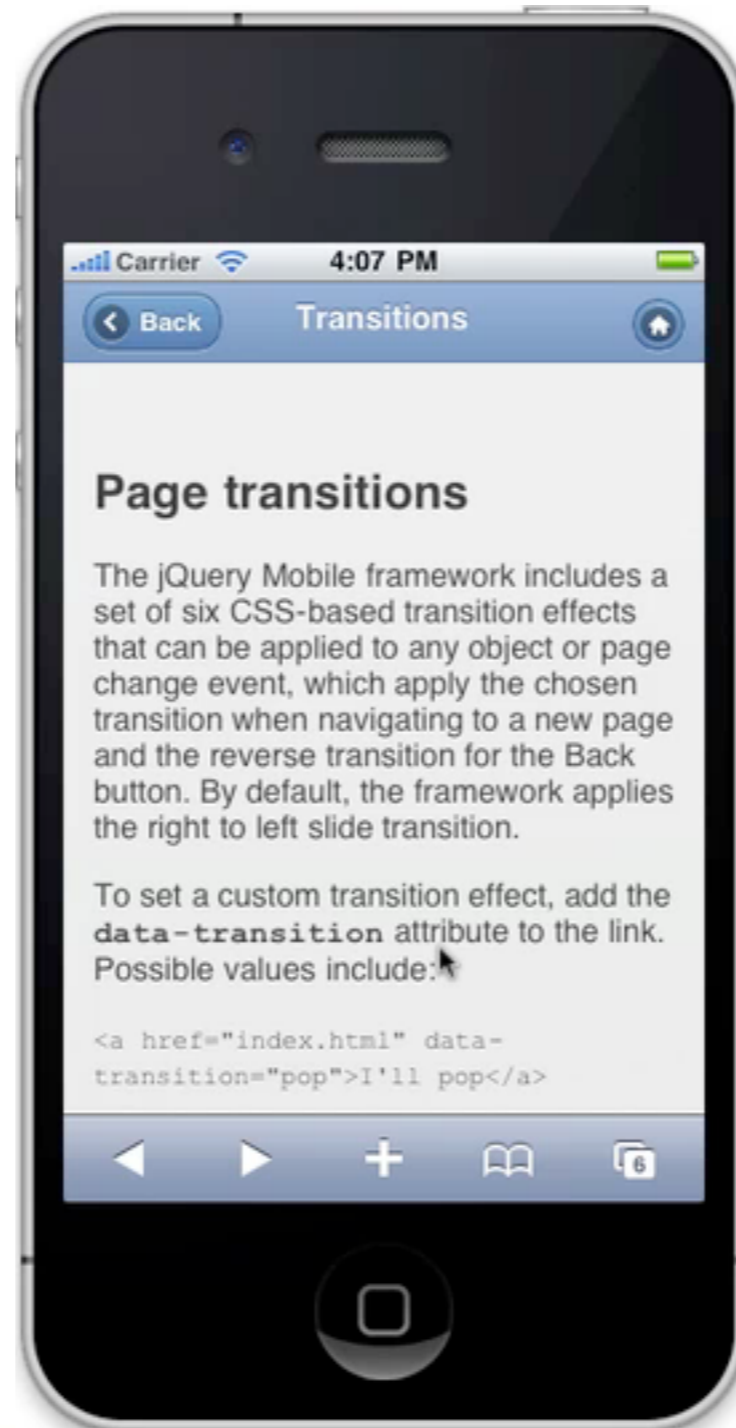 Carrier 4:07 PM
Back Transitions
Page transitions
The jQuery Mobile framework includes a
set of six CSS-based transition effects
that can be applied to any object or page
change event, which apply the chosen
transition when navigating to a new page
and the reverse transition for the Back
button. By default, the framework applies
the right to left slide transition.
To set a custom transition effect, add the
data-transition attribute to the link.
Possible values include:
<a href="index.html" data-
transition="pop">I'll pop</a>
6